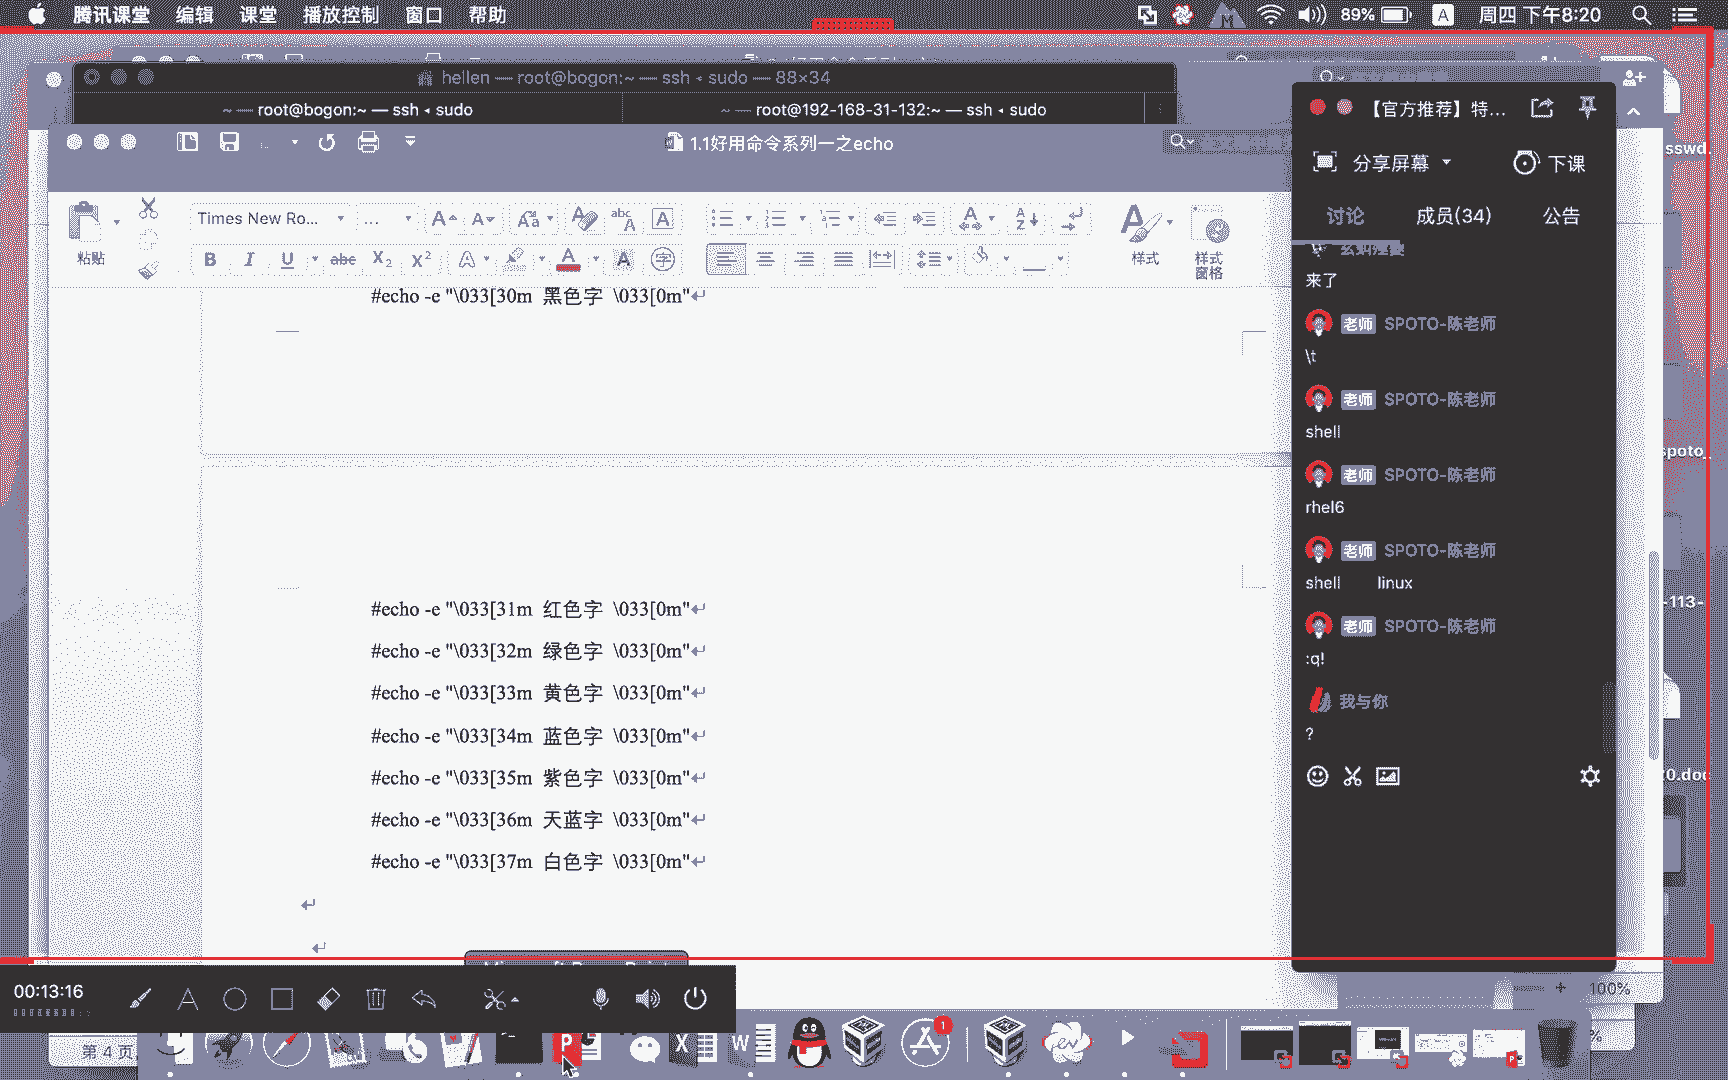 腾讯课堂 编辑 课堂 播放控制 窗口 帮助
89% A 周四 下午8:20
hellen — root@bogon:~ — ssh ◂ sudo — 88×34
~ — root@bogon:~ — ssh ◂ sudo
~ — root@192-168-31-132:~ — ssh ◂ sudo
1.1好用命令系列一之echo
Times New Ro...
粘贴
样式
样式
窗格
#echo -e "\033[30m 黑色字 \033[0m"↵
#echo -e "\033[31m 红色字 \033[0m"↵
#echo -e "\033[32m 绿色字 \033[0m"↵
#echo -e "\033[33m 黄色字 \033[0m"↵
#echo -e "\033[34m 蓝色字 \033[0m"↵
#echo -e "\033[35m 紫色字 \033[0m"↵
#echo -e "\033[36m 天蓝字 \033[0m"↵
#echo -e "\033[37m 白色字 \033[0m"↵
【官方推荐】特...
分享屏幕 下课
讨论 成员(34) 公告
来了
老师 SPOTO-陈老师
\t
老师 SPOTO-陈老师
shell
老师 SPOTO-陈老师
rhel6
老师 SPOTO-陈老师
shell linux
老师 SPOTO-陈老师
:q!
我与你
?
sswd.
spoto_
-113-
0.doc
100%
00:13:16
第 4 页
1